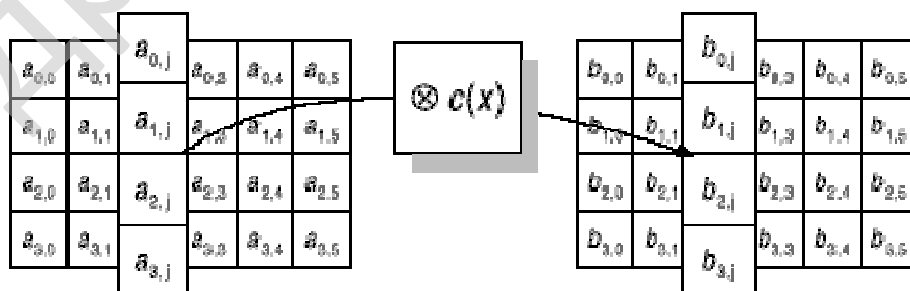 a0,0 a0,1 a0,j a0,3 a0,4 a0,5
a1,0 a1,1 a1,j a1,3 a1,4 a1,5
a2,0 a2,1 a2,j a2,3 a2,4 a2,5
a3,0 a3,1 a3,j a3,3 a3,4 a3,5
⊗ c(x)
b0,0 b0,1 b0,j b0,3 b0,4 b0,5
b1,0 b1,1 b1,j b1,3 b1,4 b1,5
b2,0 b2,1 b2,j b2,3 b2,4 b2,5
b3,0 b3,1 b3,j b3,3 b3,4 b3,5